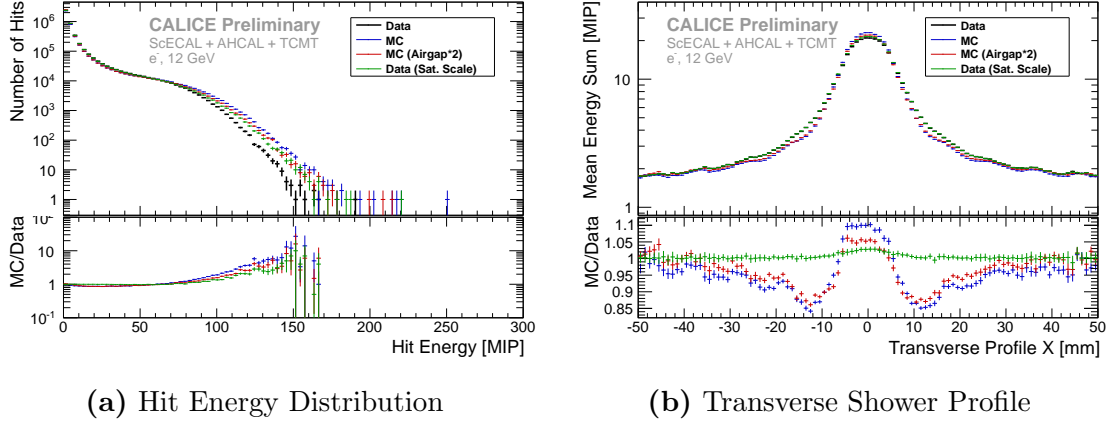 CALICE Preliminary
ScECAL + AHCAL + TCMT
e⁻, 12 GeV
Data
MC
MC (Airgap*2)
Data (Sat. Scale)
Number of Hits
10⁶
10⁵
10⁴
10³
10²
10
1
MC/Data
10²
10
1
10⁻¹
0 50 100 150 200 250 300
Hit Energy [MIP]
(a) Hit Energy Distribution
CALICE Preliminary
ScECAL + AHCAL + TCMT
e⁻, 12 GeV
Data
MC
MC (Airgap*2)
Data (Sat. Scale)
Mean Energy Sum [MIP]
10
1
MC/Data
1.1
1.05
1
0.95
0.9
0.85
-50 -40 -30 -20 -10 0 10 20 30 40 50
Transverse Profile X [mm]
(b) Transverse Shower Profile